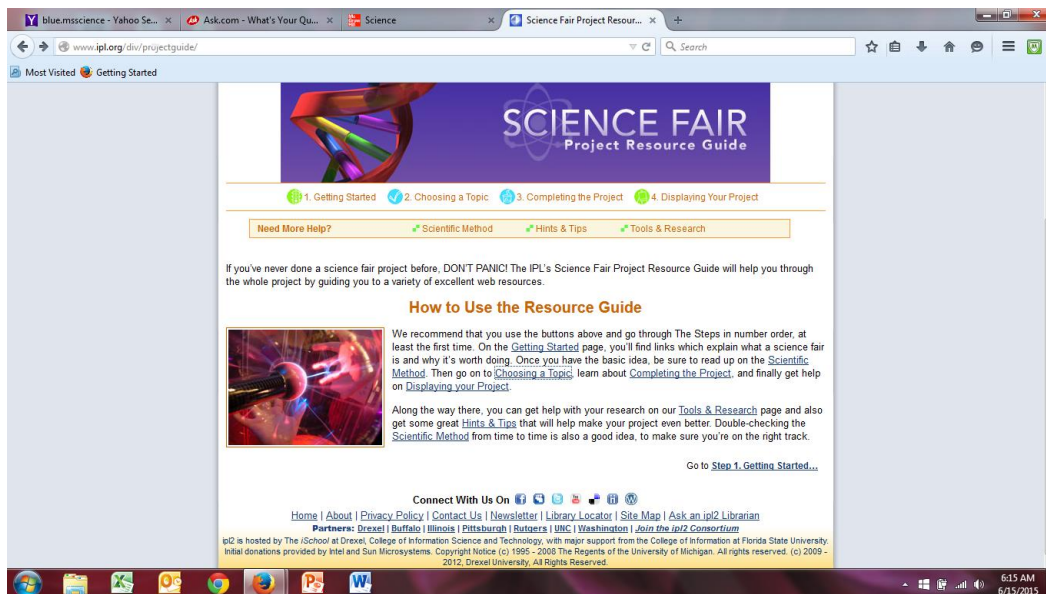 blue.msscience - Yahoo Se...
Ask.com - What's Your Qu...
Science
Science Fair Project Resour...
www.ipl.org/div/projectguide/
Search
Most Visited
Getting Started
SCIENCE FAIR
Project Resource Guide
1. Getting Started 2. Choosing a Topic 3. Completing the Project 4. Displaying Your Project
Need More Help? Scientific Method Hints & Tips Tools & Research
If you've never done a science fair project before, DON'T PANIC! The IPL's Science Fair Project Resource Guide will help you through
the whole project by guiding you to a variety of excellent web resources.
How to Use the Resource Guide
We recommend that you use the buttons above and go through The Steps in number order, at
least the first time. On the Getting Started page, you'll find links which explain what a science fair
is and why it's worth doing. Once you have the basic idea, be sure to read up on the Scientific
Method. Then go on to Choosing a Topic, learn about Completing the Project, and finally get help
on Displaying your Project.
Along the way there, you can get help with your research on our Tools & Research page and also
get some great Hints & Tips that will help make your project even better. Double-checking the
Scientific Method from time to time is also a good idea, to make sure you're on the right track.
Go to Step 1. Getting Started...
Connect With Us On
Home | About | Privacy Policy | Contact Us | Newsletter | Library Locator | Site Map | Ask an ipl2 Librarian
Partners: Drexel | Buffalo | Illinois | Pittsburgh | Rutgers | UNC | Washington | Join the ipl2 Consortium
ipl2 is hosted by The iSchool at Drexel, College of Information Science and Technology, with major support from the College of Information at Florida State University.
Initial donations provided by Intel and Sun Microsystems. Copyright Notice (c) 1995 - 2008 The Regents of the University of Michigan. All rights reserved. (c) 2009 -
2012, Drexel University, All Rights Reserved.
6:15 AM
6/15/2015